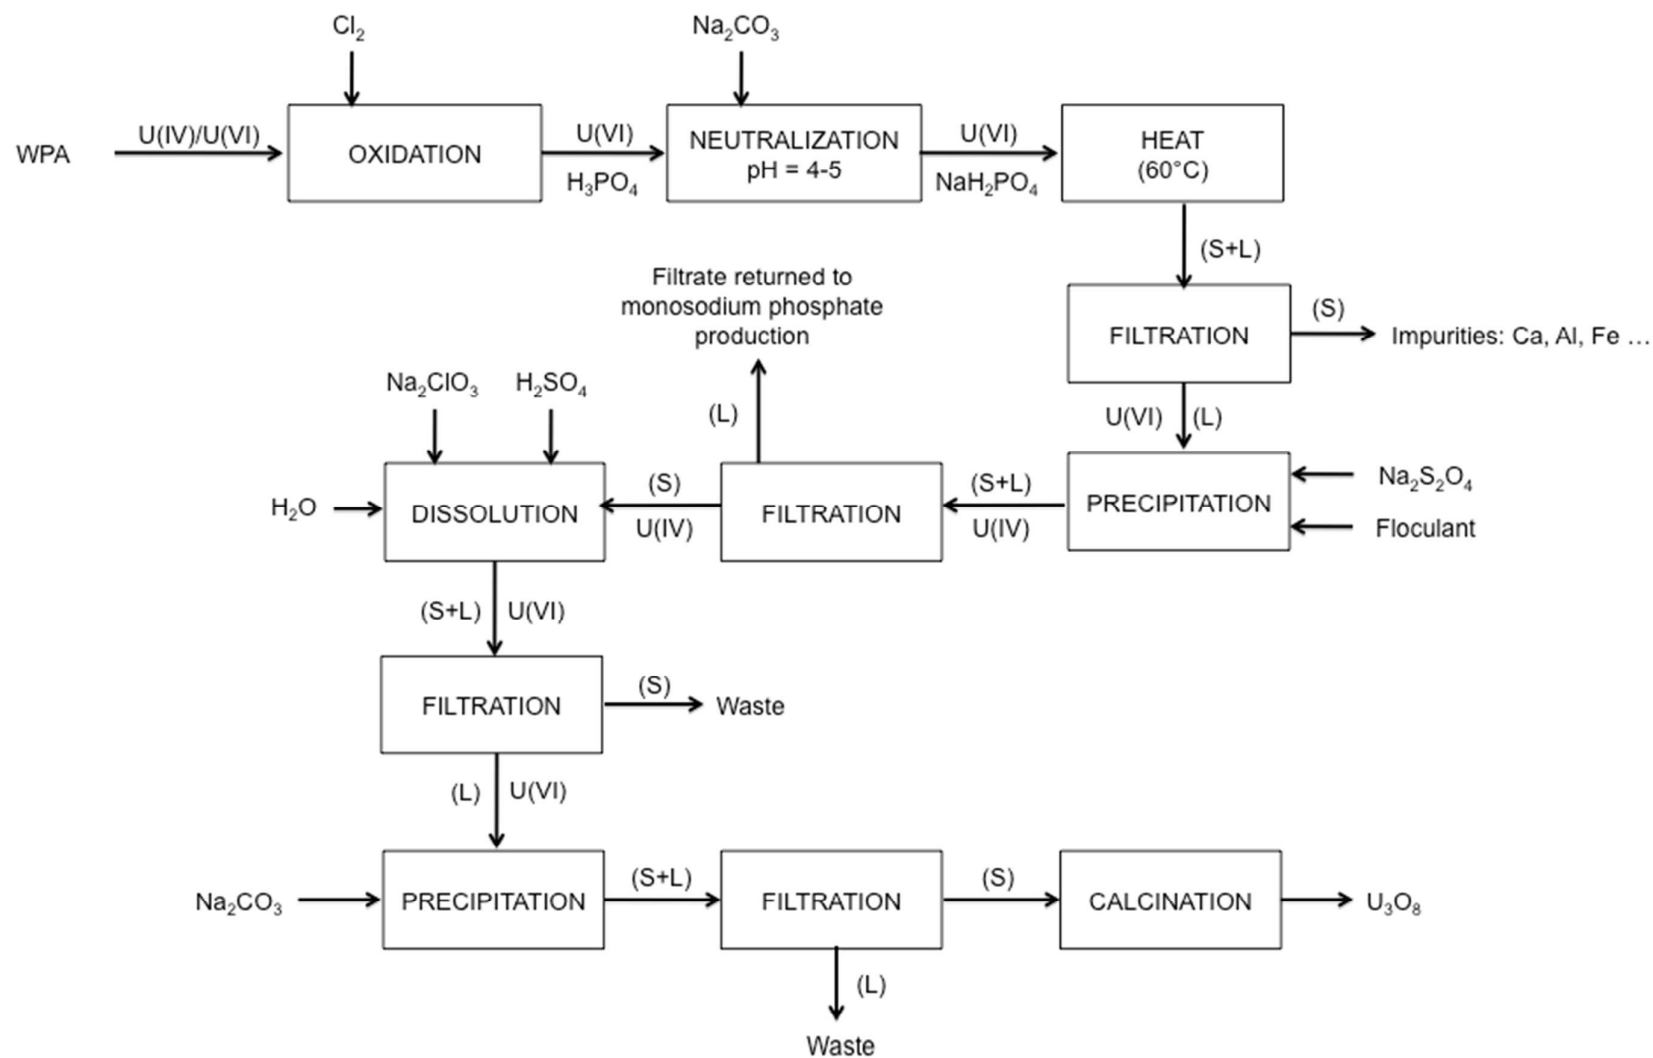 Cl₂
Na₂CO₃
WPA
U(IV)/U(VI)
OXIDATION
U(VI)
H₃PO₄
NEUTRALIZATION
pH = 4-5
U(VI)
NaH₂PO₄
HEAT
(60°C)
(S+L)
FILTRATION
(S)
Impurities: Ca, Al, Fe ...
U(VI)
(L)
PRECIPITATION
Na₂S₂O₄
Floculant
(S+L)
U(IV)
FILTRATION
(L)
Filtrate returned to
monosodium phosphate
production
(S)
U(IV)
Na₂ClO₃
H₂SO₄
H₂O
DISSOLUTION
(S+L)
U(VI)
FILTRATION
(S)
Waste
(L)
U(VI)
Na₂CO₃
PRECIPITATION
(S+L)
FILTRATION
(S)
CALCINATION
U₃O₈
(L)
Waste